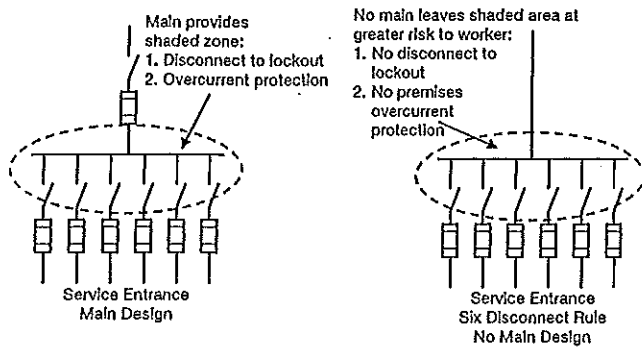 Main provides
shaded zone:
1. Disconnect to lockout
2. Overcurrent protection
No main leaves shaded area at
greater risk to worker:
1. No disconnect to
lockout
2. No premises
overcurrent
protection
Service Entrance
Main Design
Service Entrance
Six Disconnect Rule
No Main Design